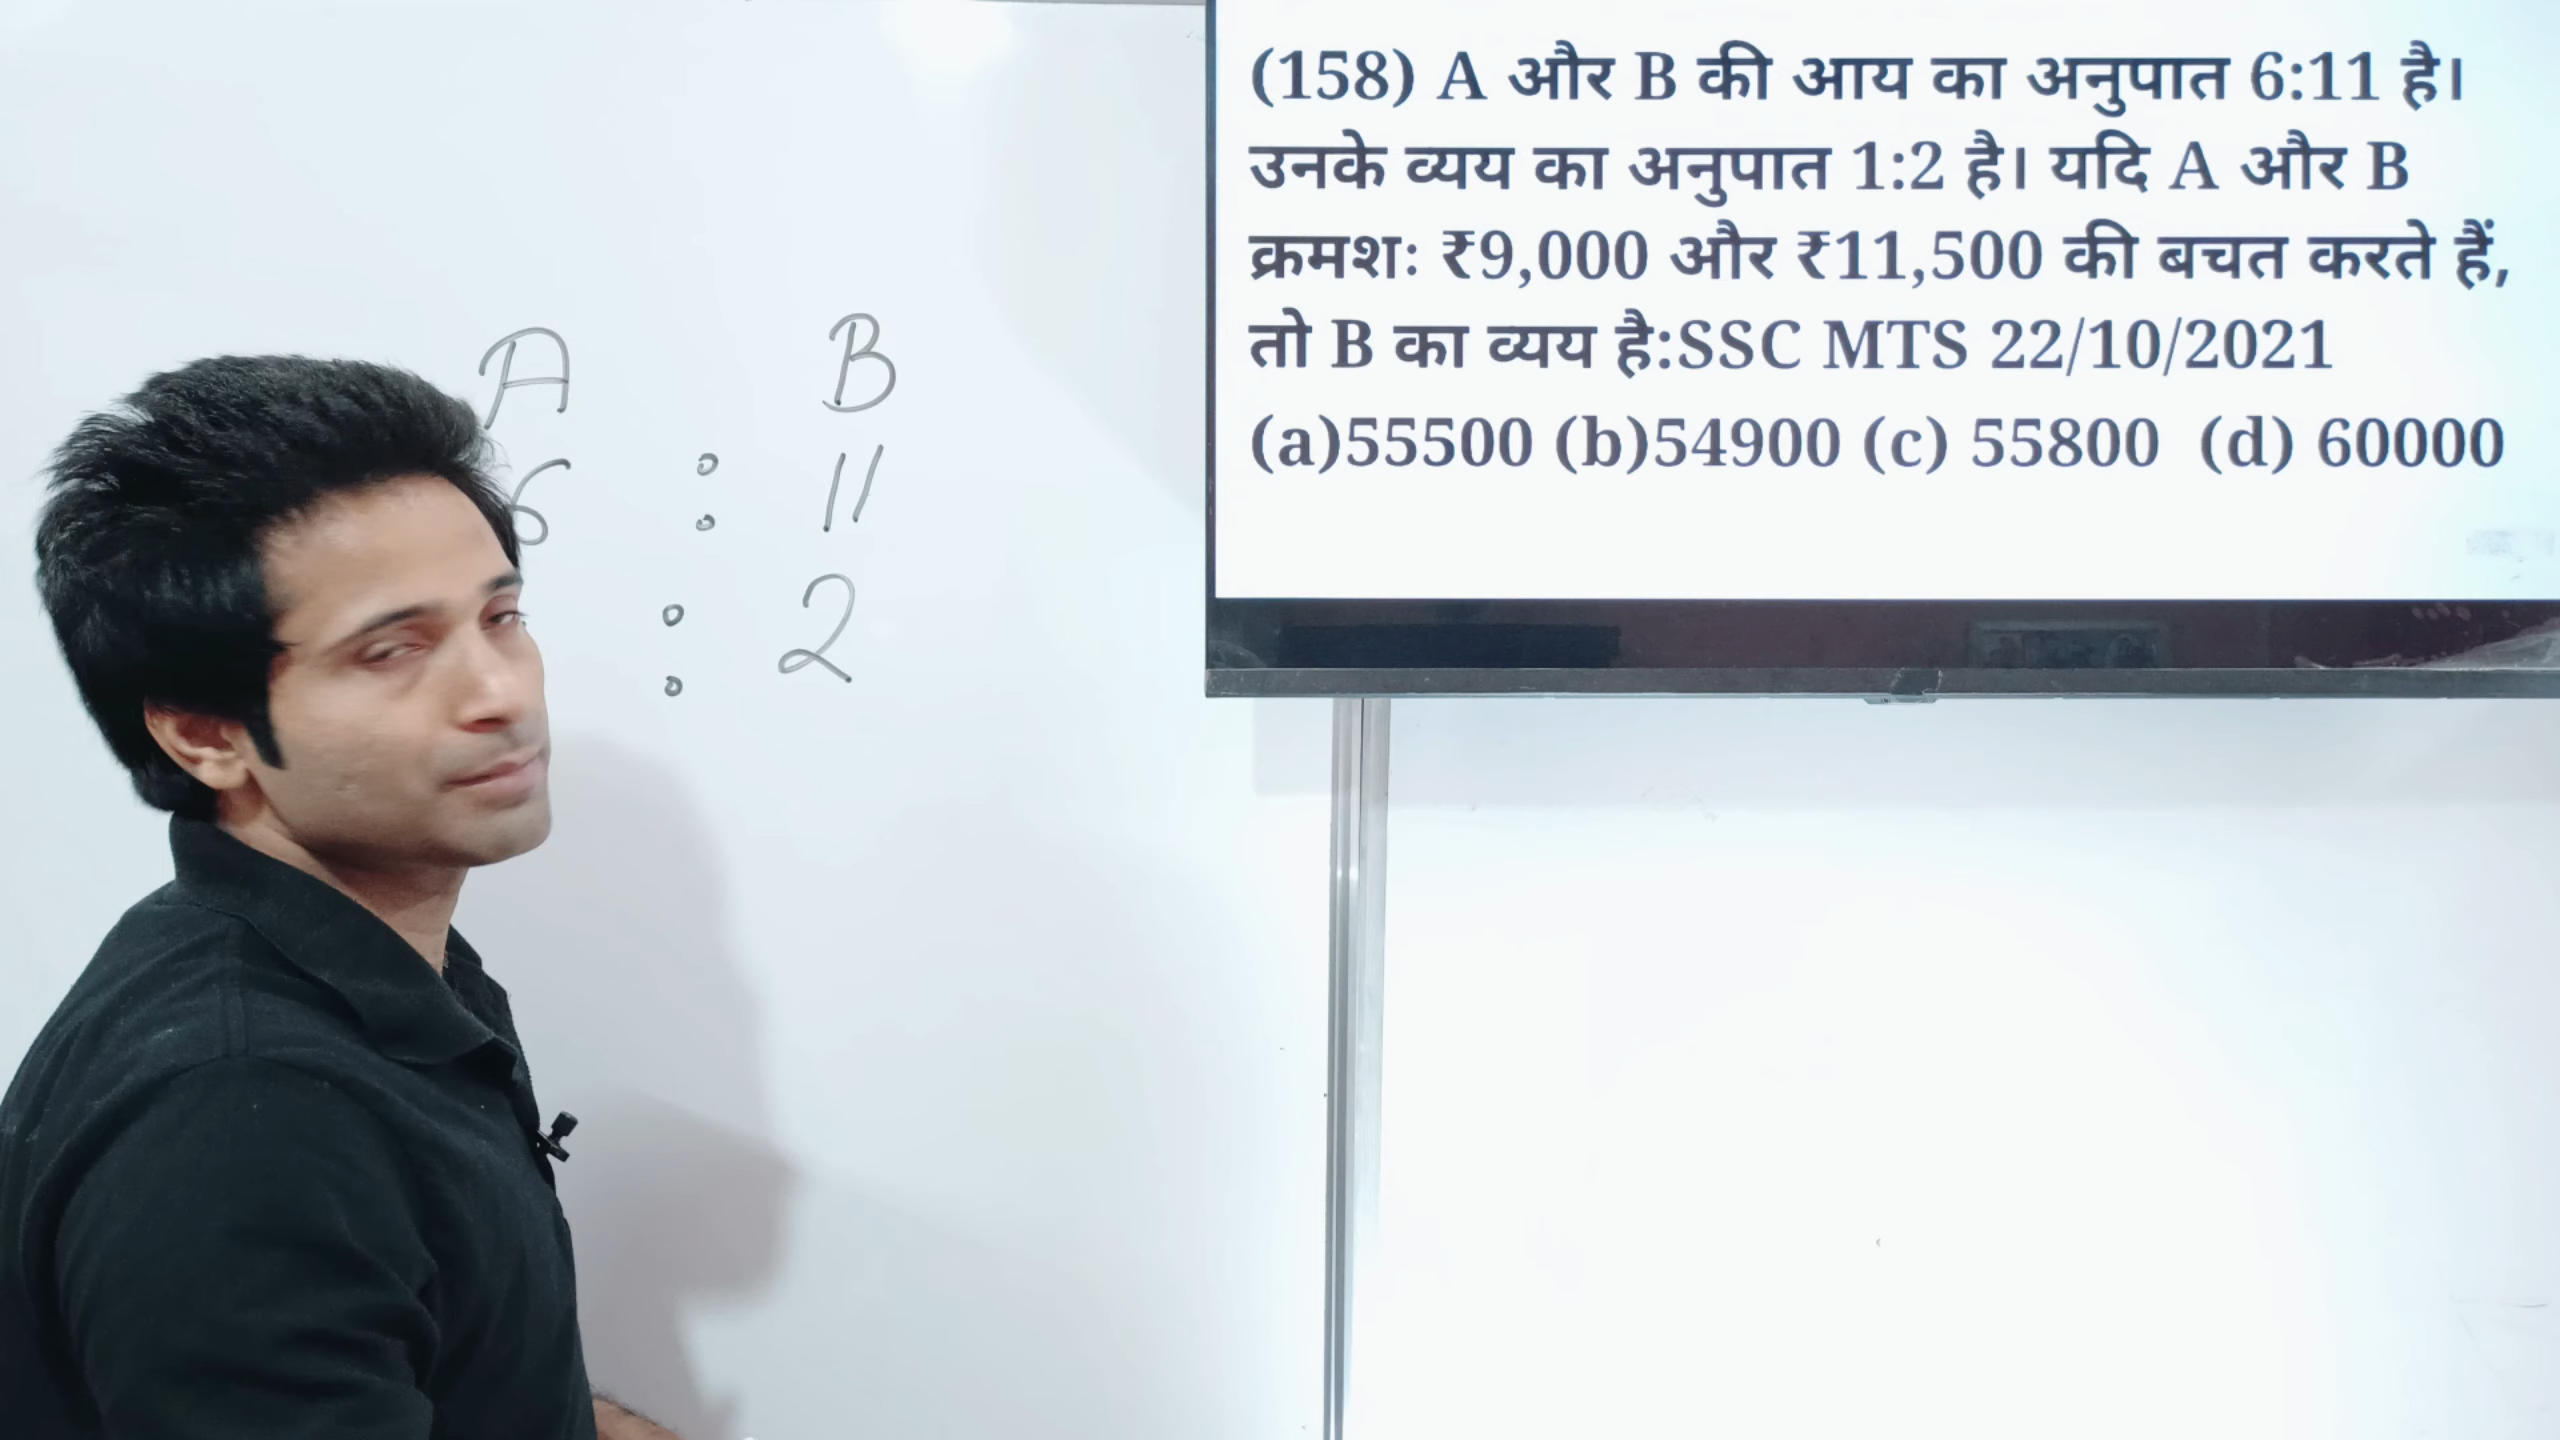 (158) A और B की आय का अनुपात 6:11 है।
उनके व्यय का अनुपात 1:2 है। यदि A और B
क्रमशः ₹9,000 और ₹11,500 की बचत करते हैं,
तो B का व्यय है:SSC MTS 22/10/2021
(a)55500 (b)54900 (c) 55800 (d) 60000
A B
6 : 11
: 2